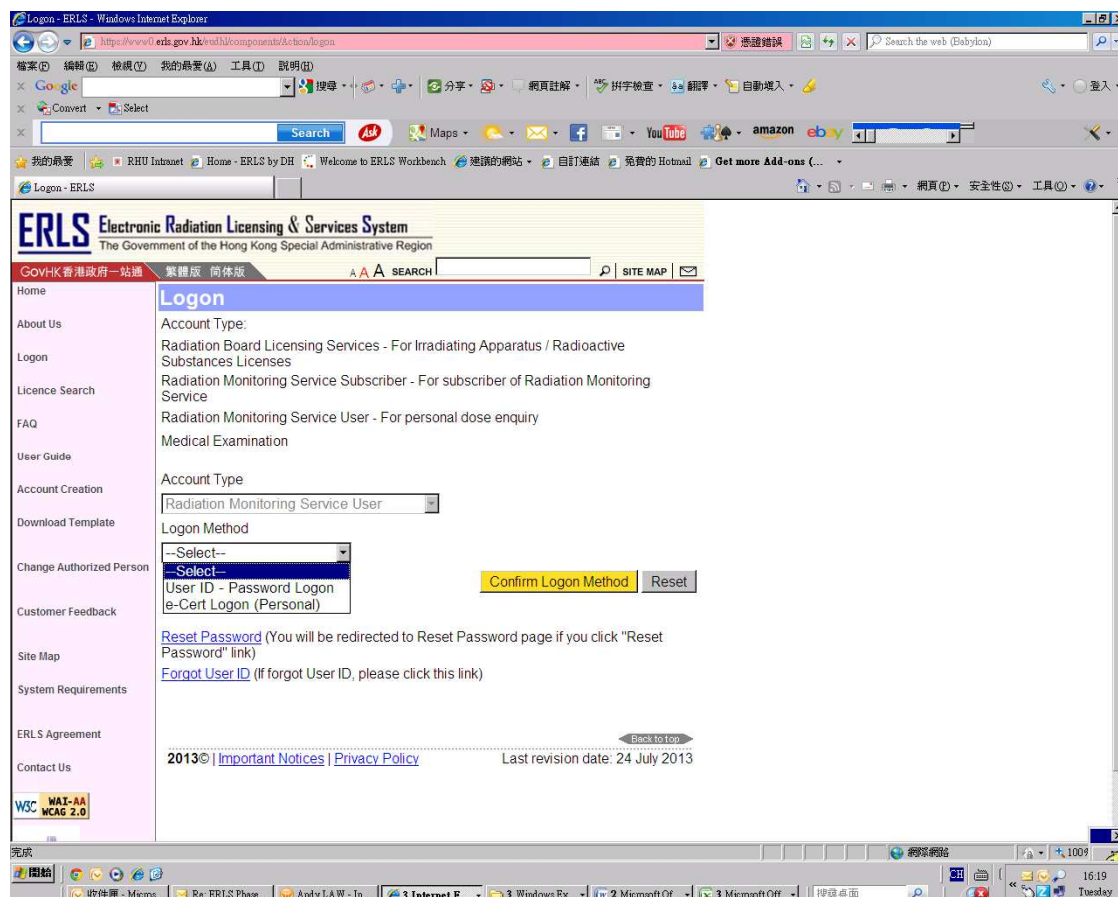 Logon - ERLS - Windows Internet Explorer
https://www0.erls.gov.hk/eudhl/components/Action/logon 憑證錯誤 Search the web (Babylon)
檔案(F) 編輯(E) 檢視(V) 我的最愛(A) 工具(T) 說明(H)
x Google 搜尋 分享 網頁註解 拼字檢查 翻譯 自動填入 登入
x Convert Select
x Search Ask Maps YouTube amazon ebay
我的最愛 RHU Intranet Home - ERLS by DH Welcome to ERLS Workbench 建議的網站 自訂連結 免費的 Hotmail Get more Add-ons (...
Logon - ERLS 網頁(P) 安全性(S) 工具(O)
ERLS Electronic Radiation Licensing & Services System
The Government of the Hong Kong Special Administrative Region
GovHK香港政府一站通 繁體版 简体版 A A A SEARCH SITE MAP
Home
About Us
Logon
Licence Search
FAQ
User Guide
Account Creation
Download Template
Change Authorized Person
Customer Feedback
Site Map
System Requirements
ERLS Agreement
Contact Us
W3C WAI-AA
WCAG 2.0
Logon
Account Type:
Radiation Board Licensing Services - For Irradiating Apparatus / Radioactive
Substances Licenses
Radiation Monitoring Service Subscriber - For subscriber of Radiation Monitoring
Service
Radiation Monitoring Service User - For personal dose enquiry
Medical Examination
Account Type
Radiation Monitoring Service User
Logon Method
--Select--
--Select--
User ID - Password Logon
e-Cert Logon (Personal)
Confirm Logon Method Reset
Reset Password (You will be redirected to Reset Password page if you click "Reset
Password" link)
Forgot User ID (If forgot User ID, please click this link)
Back to top
2013© | Important Notices | Privacy Policy Last revision date: 24 July 2013
完成 網際網路 100%
開始 CH 16:19
收件匣 - Micros Re: ERLS Phase Andy LAW - In 3 Internet E 3 Windows Ex 2 Microsoft Of 3 Microsoft Off 搜尋桌面 Tuesday